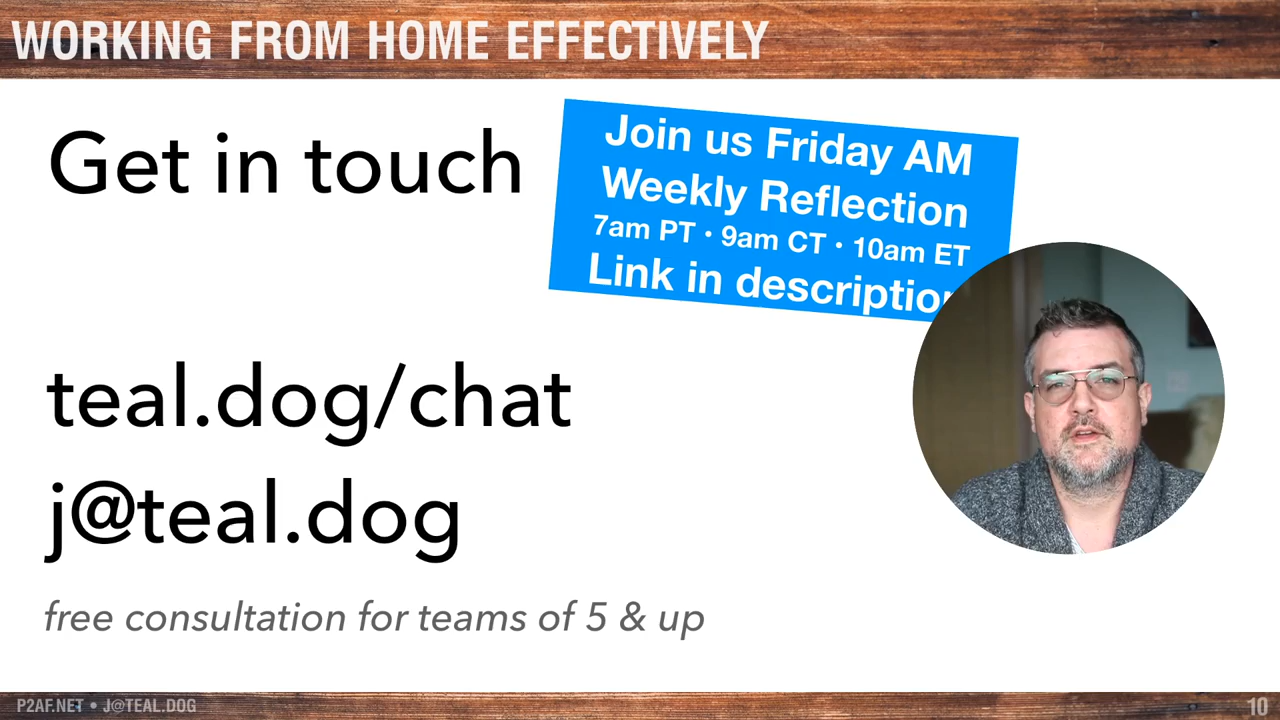 WORKING FROM HOME EFFECTIVELY
Get in touch
Join us Friday AM
Weekly Reflection
7am PT • 9am CT • 10am ET
Link in description
teal.dog/chat
j@teal.dog
free consultation for teams of 5 & up
P2AF.NET • J@TEAL.DOG
10